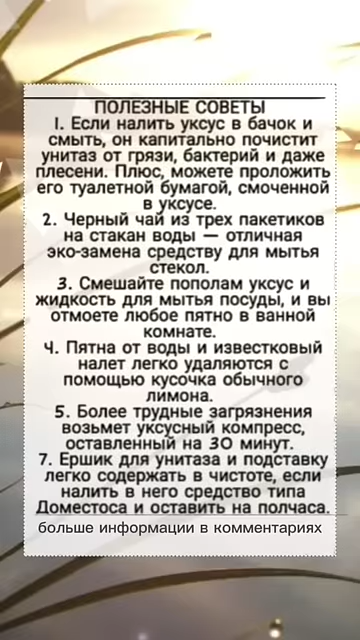 ПОЛЕЗНЫЕ СОВЕТЫ
1. Если налить уксус в бачок и
смыть, он капитально почистит
унитаз от грязи, бактерий и даже
плесени. Плюс, можете проложить
его туалетной бумагой, смоченной
в уксусе.
2. Черный чай из трех пакетиков
на стакан воды — отличная
эко-замена средству для мытья
стекол.
3. Смешайте пополам уксус и
жидкость для мытья посуды, и вы
отмоете любое пятно в ванной
комнате.
4. Пятна от воды и известковый
налет легко удаляются с
помощью кусочка обычного
лимона.
5. Более трудные загрязнения
возьмет уксусный компресс,
оставленный на 30 минут.
7. Ершик для унитаза и подставку
легко содержать в чистоте, если
налить в него средство типа
Доместоса и оставить на полчаса.
больше информации в комментариях